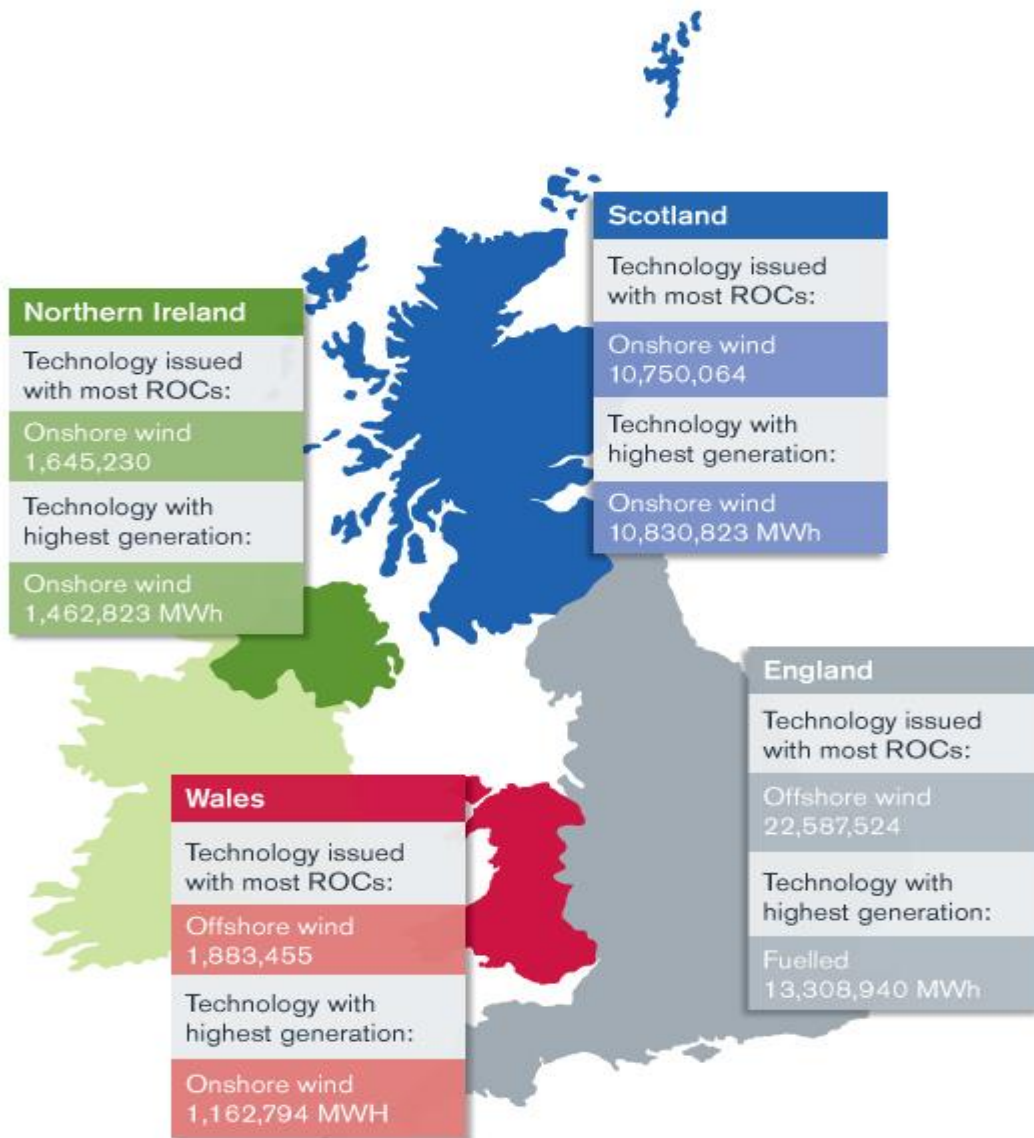 Scotland
Technology issued
with most ROCs:
Onshore wind
10,750,064
Technology with
highest generation:
Onshore wind
10,830,823 MWh
Northern Ireland
Technology issued
with most ROCs:
Onshore wind
1,645,230
Technology with
highest generation:
Onshore wind
1,462,823 MWh
England
Technology issued
with most ROCs:
Offshore wind
22,587,524
Technology with
highest generation:
Fuelled
13,308,940 MWh
Wales
Technology issued
with most ROCs:
Offshore wind
1,883,455
Technology with
highest generation:
Onshore wind
1,162,794 MWH